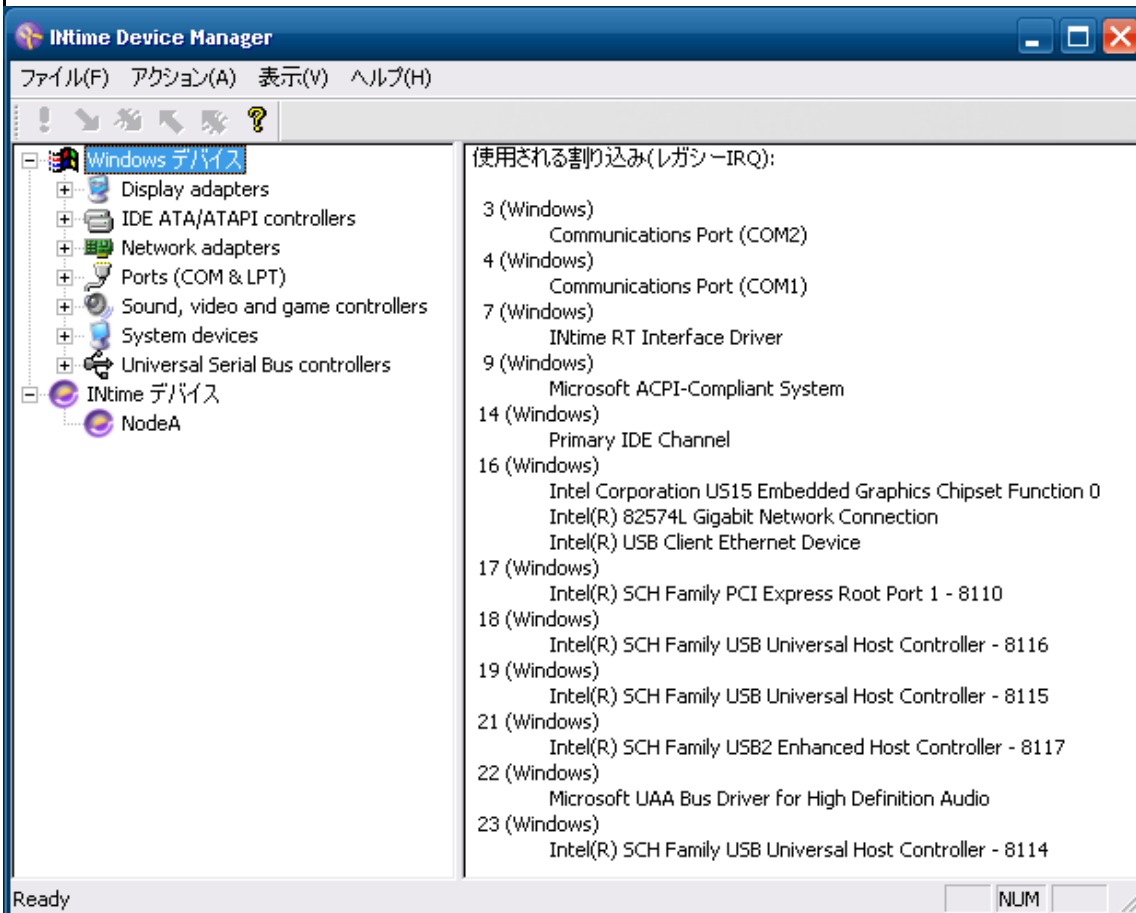 INtime Device Manager
ファイル(F) アクション(A) 表示(V) ヘルプ(H)
Windows デバイス
Display adapters
IDE ATA/ATAPI controllers
Network adapters
Ports (COM & LPT)
Sound, video and game controllers
System devices
Universal Serial Bus controllers
INtime デバイス
NodeA
使用される割り込み(レガシーIRQ):
3 (Windows)
Communications Port (COM2)
4 (Windows)
Communications Port (COM1)
7 (Windows)
INtime RT Interface Driver
9 (Windows)
Microsoft ACPI-Compliant System
14 (Windows)
Primary IDE Channel
16 (Windows)
Intel Corporation US15 Embedded Graphics Chipset Function 0
Intel(R) 82574L Gigabit Network Connection
Intel(R) USB Client Ethernet Device
17 (Windows)
Intel(R) SCH Family PCI Express Root Port 1 - 8110
18 (Windows)
Intel(R) SCH Family USB Universal Host Controller - 8116
19 (Windows)
Intel(R) SCH Family USB Universal Host Controller - 8115
21 (Windows)
Intel(R) SCH Family USB2 Enhanced Host Controller - 8117
22 (Windows)
Microsoft UAA Bus Driver for High Definition Audio
23 (Windows)
Intel(R) SCH Family USB Universal Host Controller - 8114
Ready
NUM